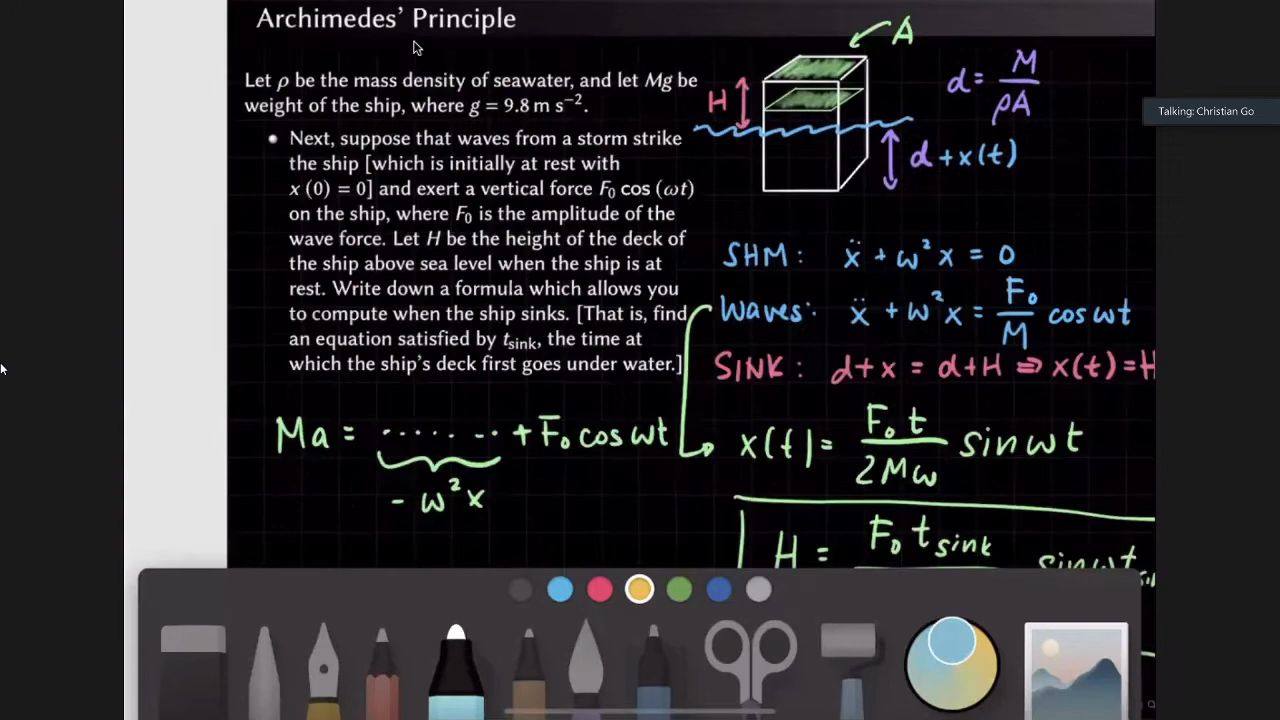 Archimedes' Principle
Let ρ be the mass density of seawater, and let Mg be
weight of the ship, where g = 9.8 m s⁻².
• Next, suppose that waves from a storm strike
the ship [which is initially at rest with
x (0) = 0] and exert a vertical force F₀ cos (ωt)
on the ship, where F₀ is the amplitude of the
wave force. Let H be the height of the deck of
the ship above sea level when the ship is at
rest. Write down a formula which allows you
to compute when the ship sinks. [That is, find
an equation satisfied by t_sink, the time at
which the ship's deck first goes under water.]
Ma = ....... + F₀ cos ωt
- ω²x
A
H
d = M/ρA
d + x(t)
SHM: ẍ + ω²x = 0
Waves: ẍ + ω²x = F₀/M cos ωt
SINK: d+x = d+H ⇒ x(t)=H
x(t) = F₀t/2Mω sin ωt
H = F₀ t_sink sin ωt_sin
Talking: Christian Go